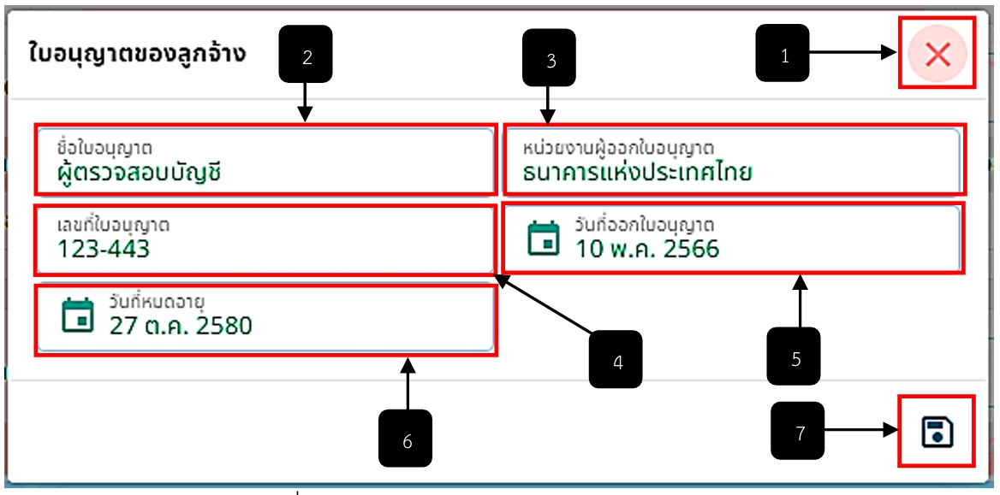 ใบอนุญาตของลูกจ้าง
2
3
1
ชื่อใบอนุญาต
ผู้ตรวจสอบบัญชี
หน่วยงานผู้ออกใบอนุญาต
ธนาคารแห่งประเทศไทย
เลขที่ใบอนุญาต
123-443
วันที่ออกใบอนุญาต
10 พ.ค. 2566
วันที่หมดอายุ
27 ต.ค. 2580
4
5
6
7